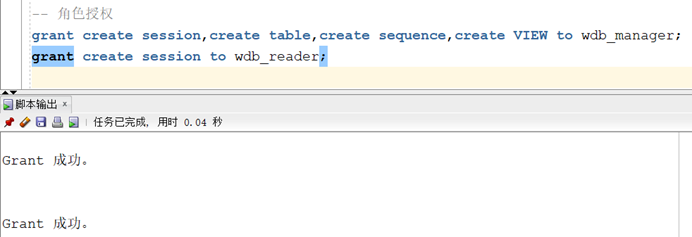 -- 角色授权
grant create session,create table,create sequence,create VIEW to wdb_manager;
grant create session to wdb_reader;
脚本输出 ×
任务已完成, 用时 0.04 秒
Grant 成功。
Grant 成功。